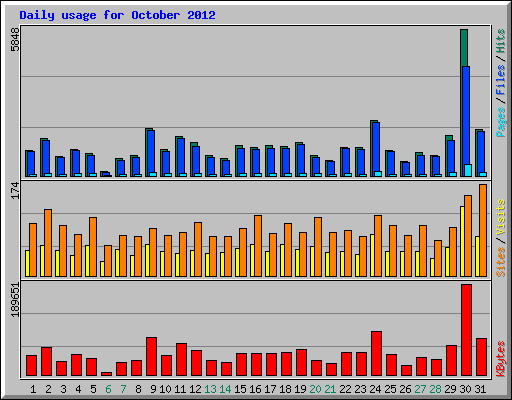 Daily usage for October 2012
5848
Pages / Files / Hits
174
Sites / Visits
189651
KBytes
1 2 3 4 5 6 7 8 9 10 11 12 13 14 15 16 17 18 19 20 21 22 23 24 25 26 27 28 29 30 31